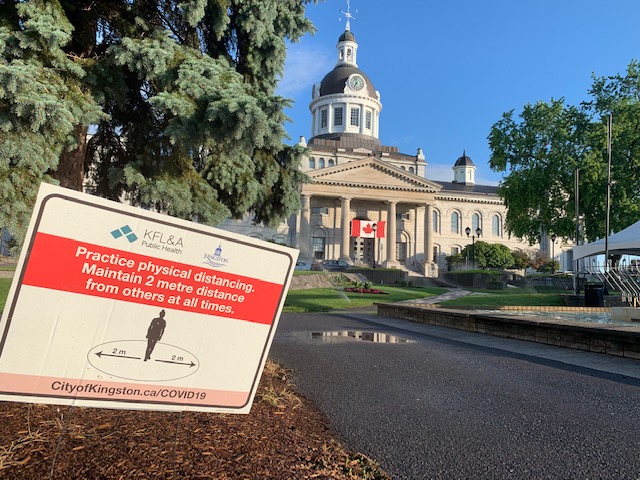 KFL&A
Public Health
KINGSTON
Practice physical distancing.
Maintain 2 metre distance
from others at all times.
2 m
2 m
CityofKingston.ca/COVID19